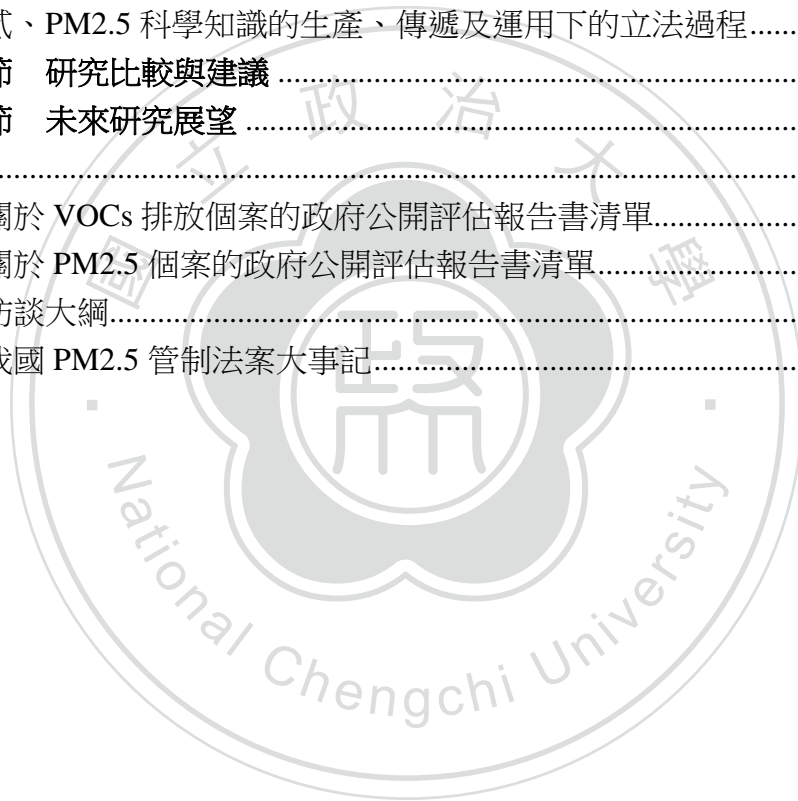 貳、PM2.5 科學知識的生產、傳遞及運用下的立法過程.....
節 研究比較與建議.....
節 未來研究展望.....
.....
關於 VOCs 排放個案的政府公開評估報告書清單.....
關於 PM2.5 個案的政府公開評估報告書清單.....
訪談大綱.....
我國 PM2.5 管制法案大事記.....
國立政治大學
National Chengchi University